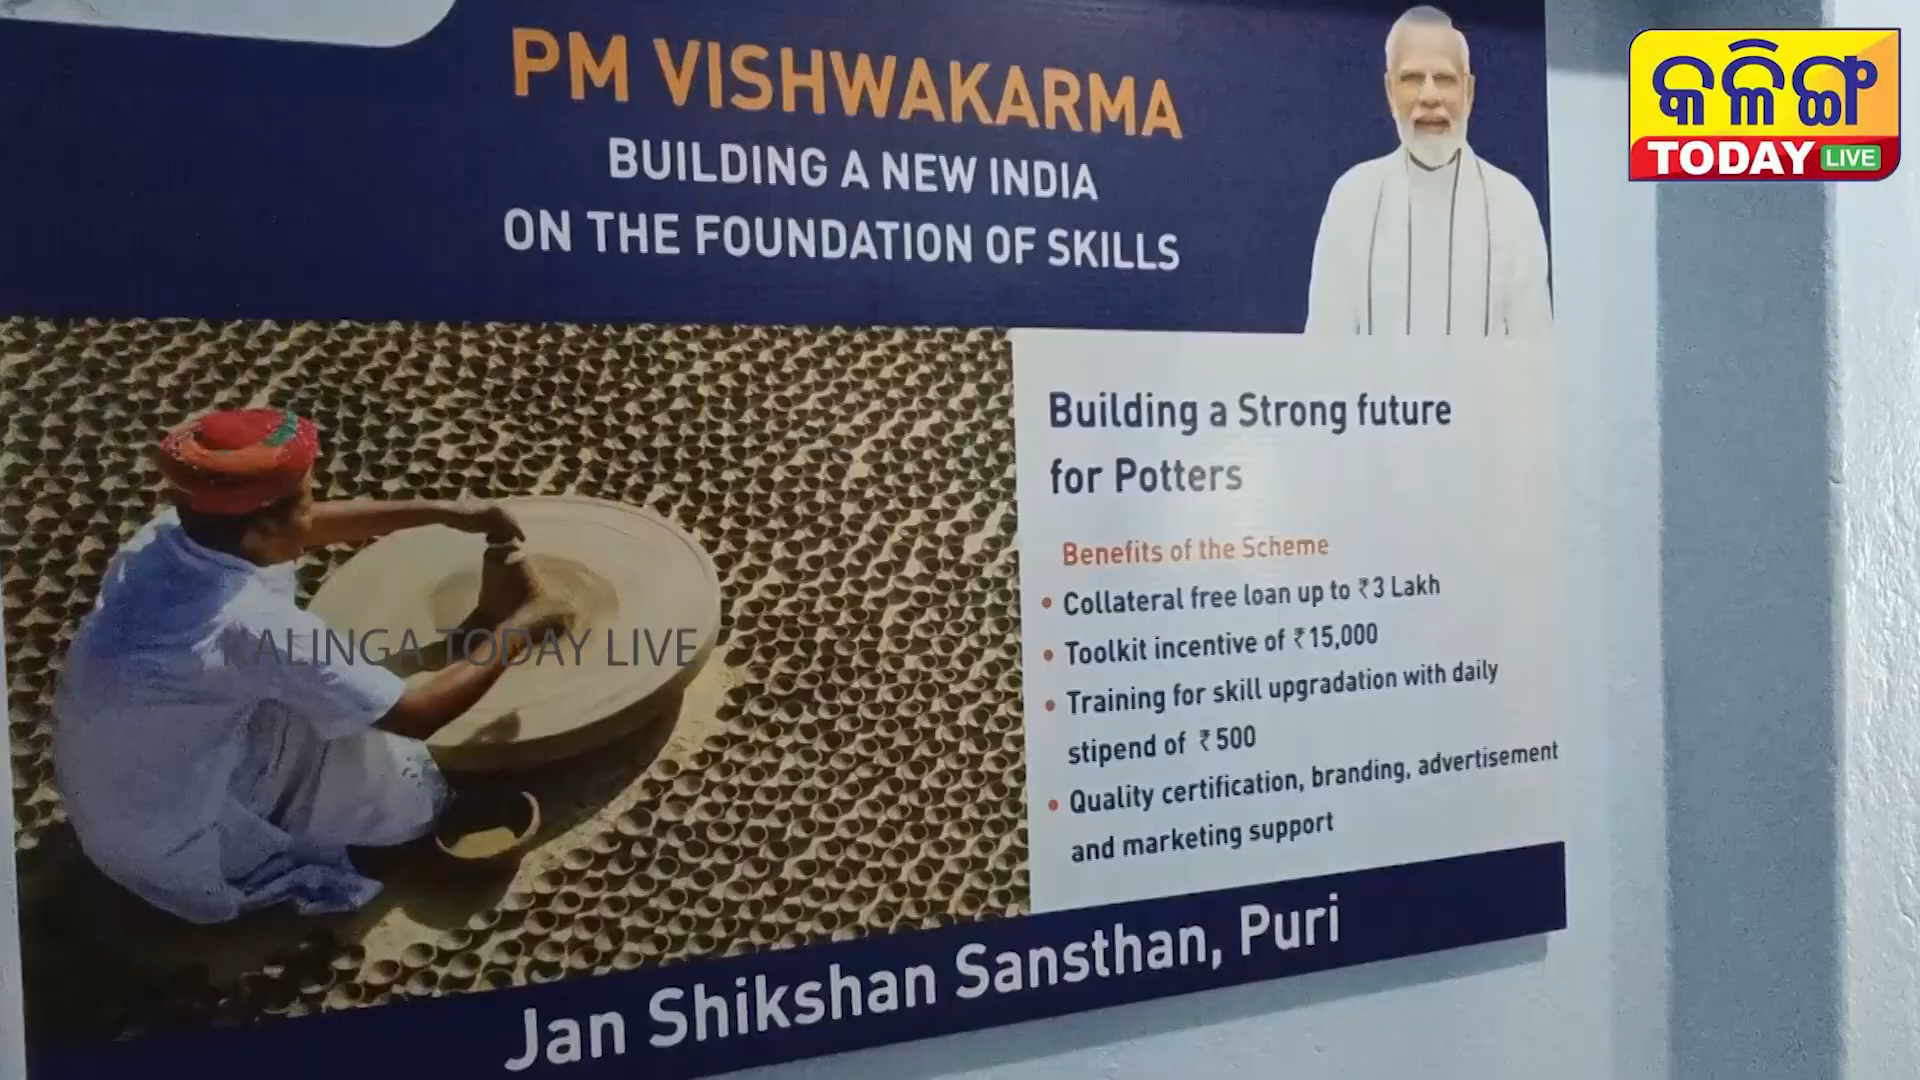 PM VISHWAKARMA
BUILDING A NEW INDIA
ON THE FOUNDATION OF SKILLS
କଳିଙ୍ଗ
TODAY LIVE
Building a Strong future
for Potters
Benefits of the Scheme
• Collateral free loan up to ₹3 Lakh
• Toolkit incentive of ₹15,000
• Training for skill upgradation with daily
stipend of ₹500
• Quality certification, branding, advertisement
and marketing support
KALINGA TODAY LIVE
Jan Shikshan Sansthan, Puri